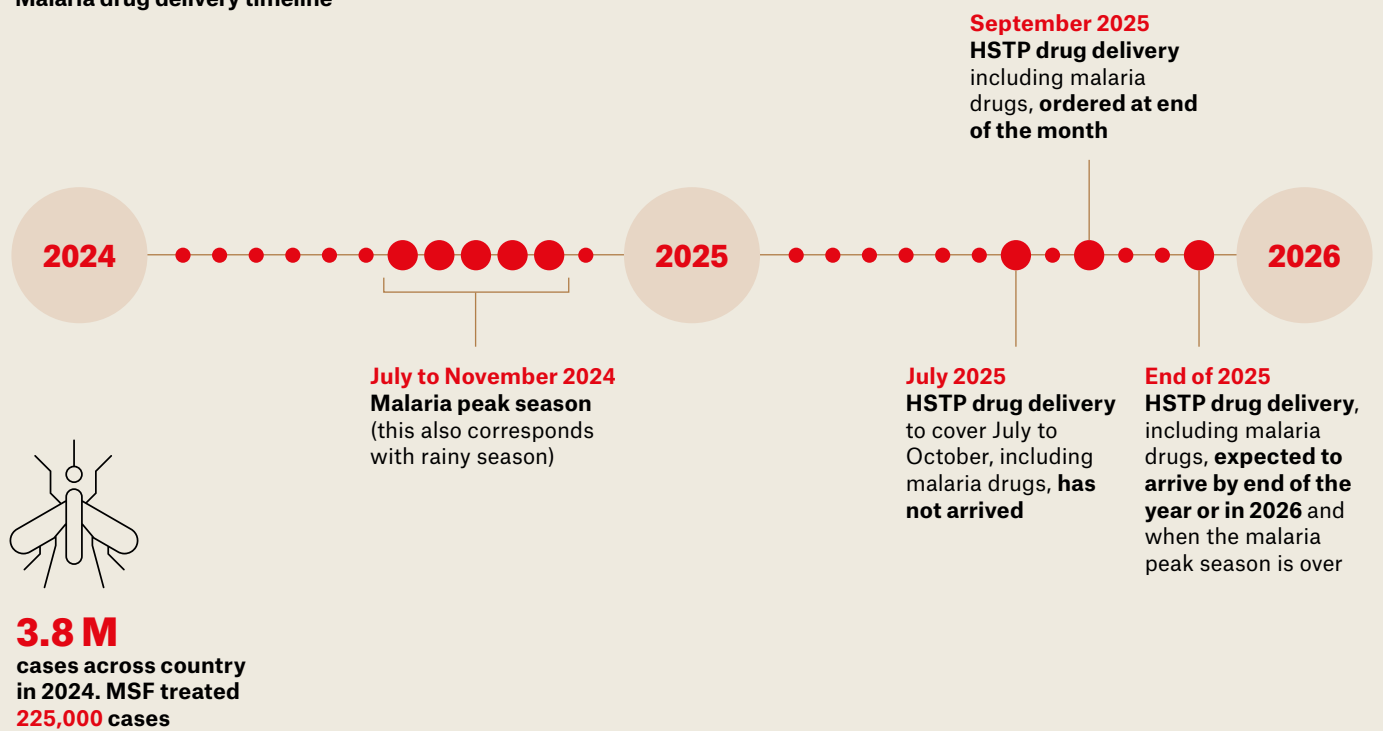 Malaria drug delivery timeline
September 2025
HSTP drug delivery
including malaria
drugs, ordered at end
of the month
2024
2025
2026
July to November 2024
Malaria peak season
(this also corresponds
with rainy season)
July 2025
HSTP drug delivery
to cover July to
October, including
malaria drugs, has
not arrived
End of 2025
HSTP drug delivery,
including malaria
drugs, expected to
arrive by end of the
year or in 2026 and
when the malaria
peak season is over
3.8 M
cases across country
in 2024. MSF treated
225,000 cases